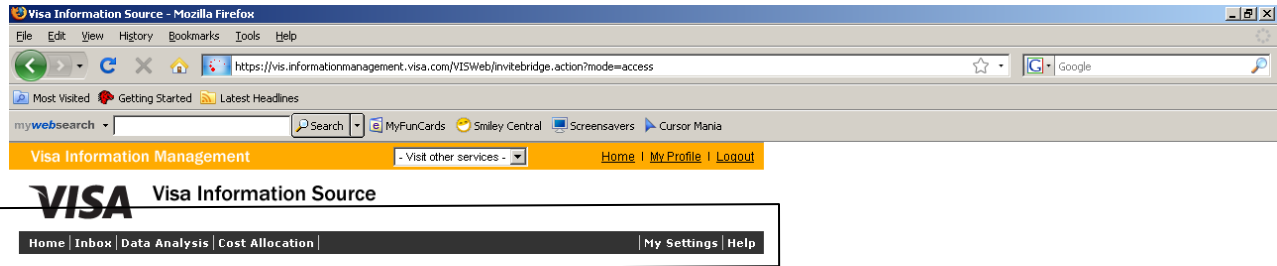 Visa Information Source - Mozilla Firefox
File Edit View History Bookmarks Tools Help
https://vis.informationmanagement.visa.com/VISWeb/invitebridge.action?mode=access G Google
Most Visited Getting Started Latest Headlines
mywebsearch Search MyFunCards Smiley Central Screensavers Cursor Mania
Visa Information Management - Visit other services - Home | My Profile | Logout
VISA Visa Information Source
Home | Inbox | Data Analysis | Cost Allocation | | My Settings | Help